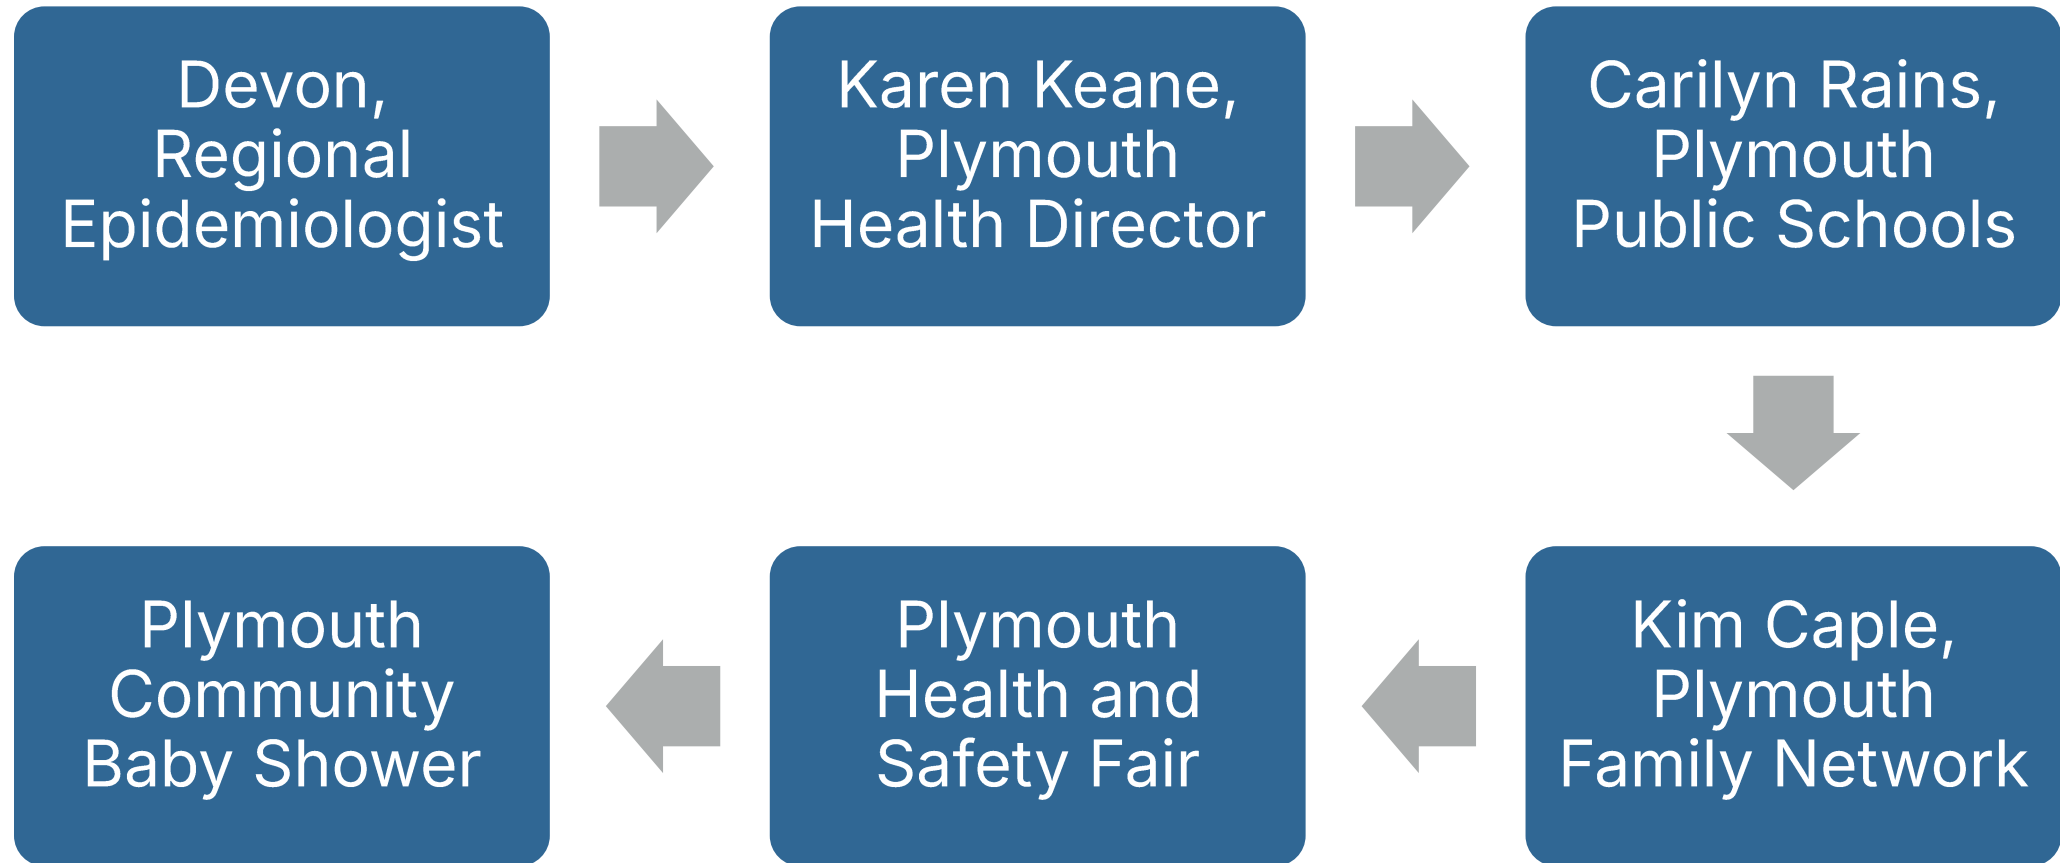 Devon,
Regional
Epidemiologist
Karen Keane,
Plymouth
Health Director
Carilyn Rains,
Plymouth
Public Schools
Kim Caple,
Plymouth
Family Network
Plymouth
Health and
Safety Fair
Plymouth
Community
Baby Shower